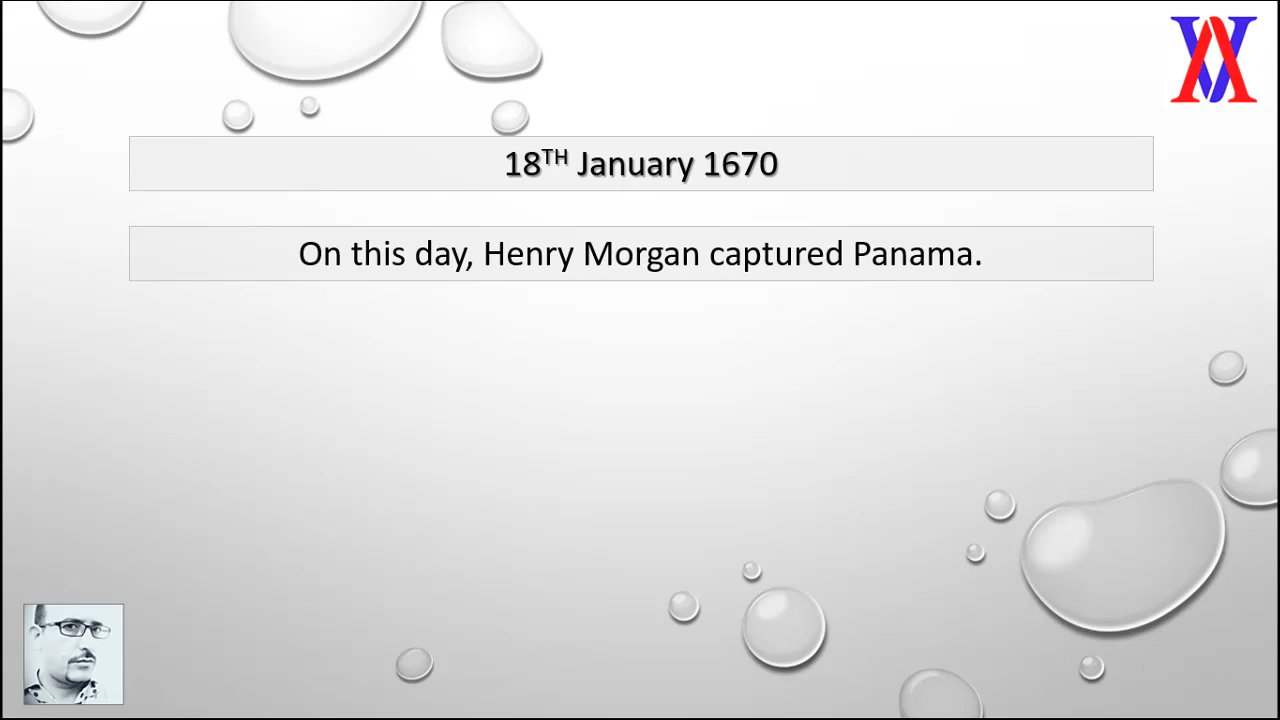 18TH January 1670
On this day, Henry Morgan captured Panama.